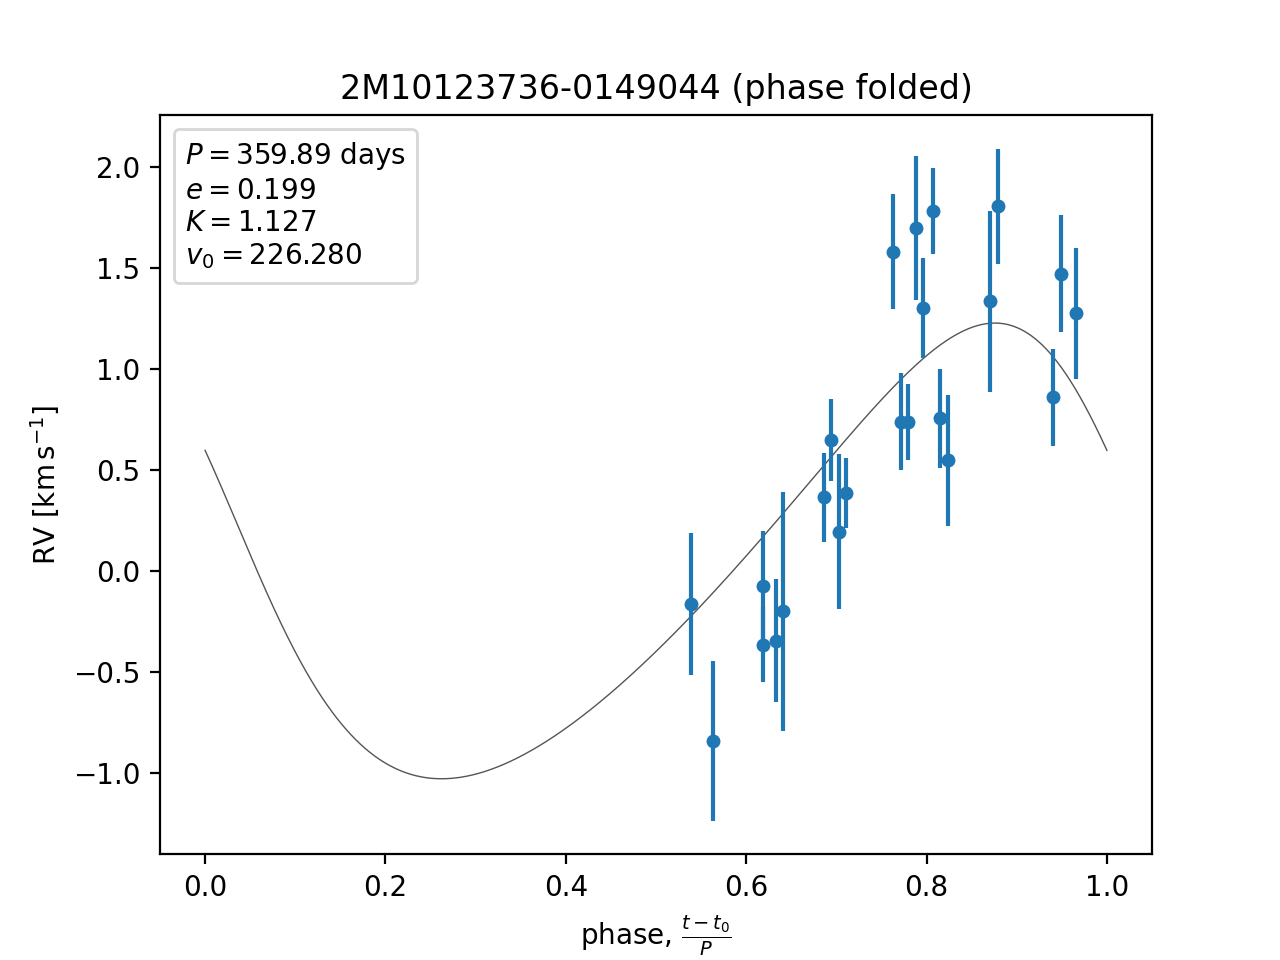 2M10123736-0149044 (phase folded)
P = 359.89 days
e = 0.199
K = 1.127
v₀ = 226.280
2.0
1.5
1.0
0.5
0.0
−0.5
−1.0
RV [km s⁻¹]
0.0 0.2 0.4 0.6 0.8 1.0
phase, (t − t₀)/P